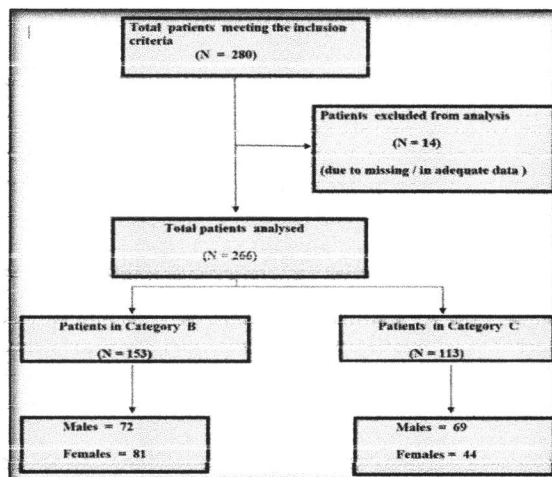 Total patients meeting the inclusion
criteria
(N = 280)
Patients excluded from analysis
(N = 14)
(due to missing / in adequate data )
Total patients analysed
(N = 266)
Patients in Category B
(N = 153)
Patients in Category C
(N = 113)
Males = 72
Females = 81
Males = 69
Females = 44